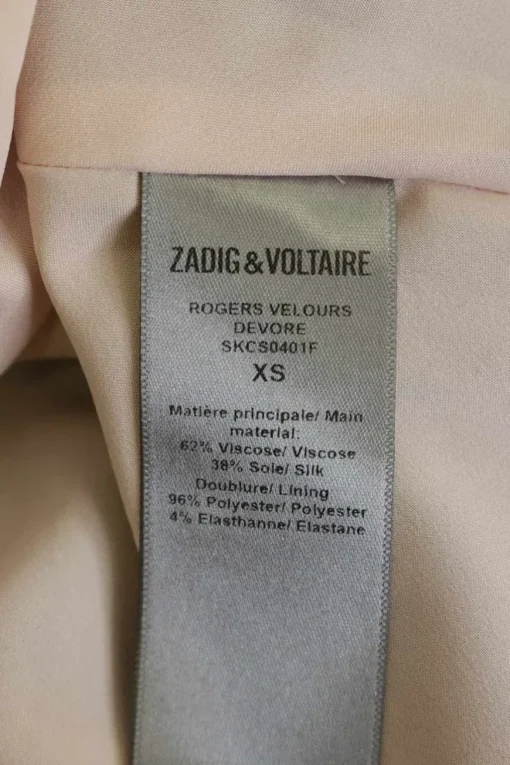 ZADIG & VOLTAIRE
ROGERS VELOURS
DEVORE
SKCS0401F
XS
Matière principale/ Main
material:
62% Viscose/ Viscose
38% Soie/ Silk
Doublure/ Lining
96% Polyester/ Polyester
4% Elasthanne/ Elastane